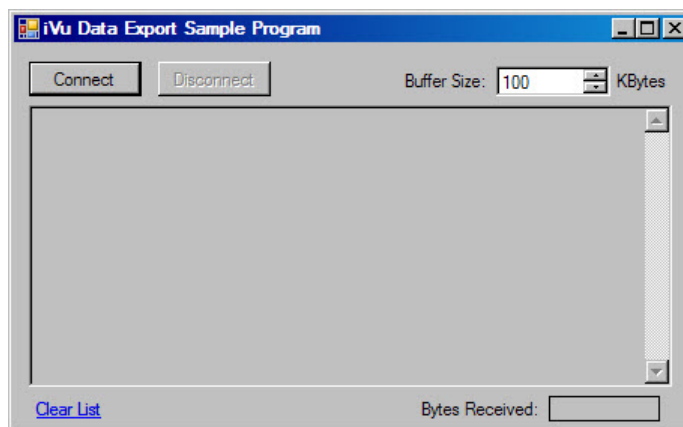 iVu Data Export Sample Program
Connect Disconnect Buffer Size: 100 KBytes
Clear List Bytes Received: